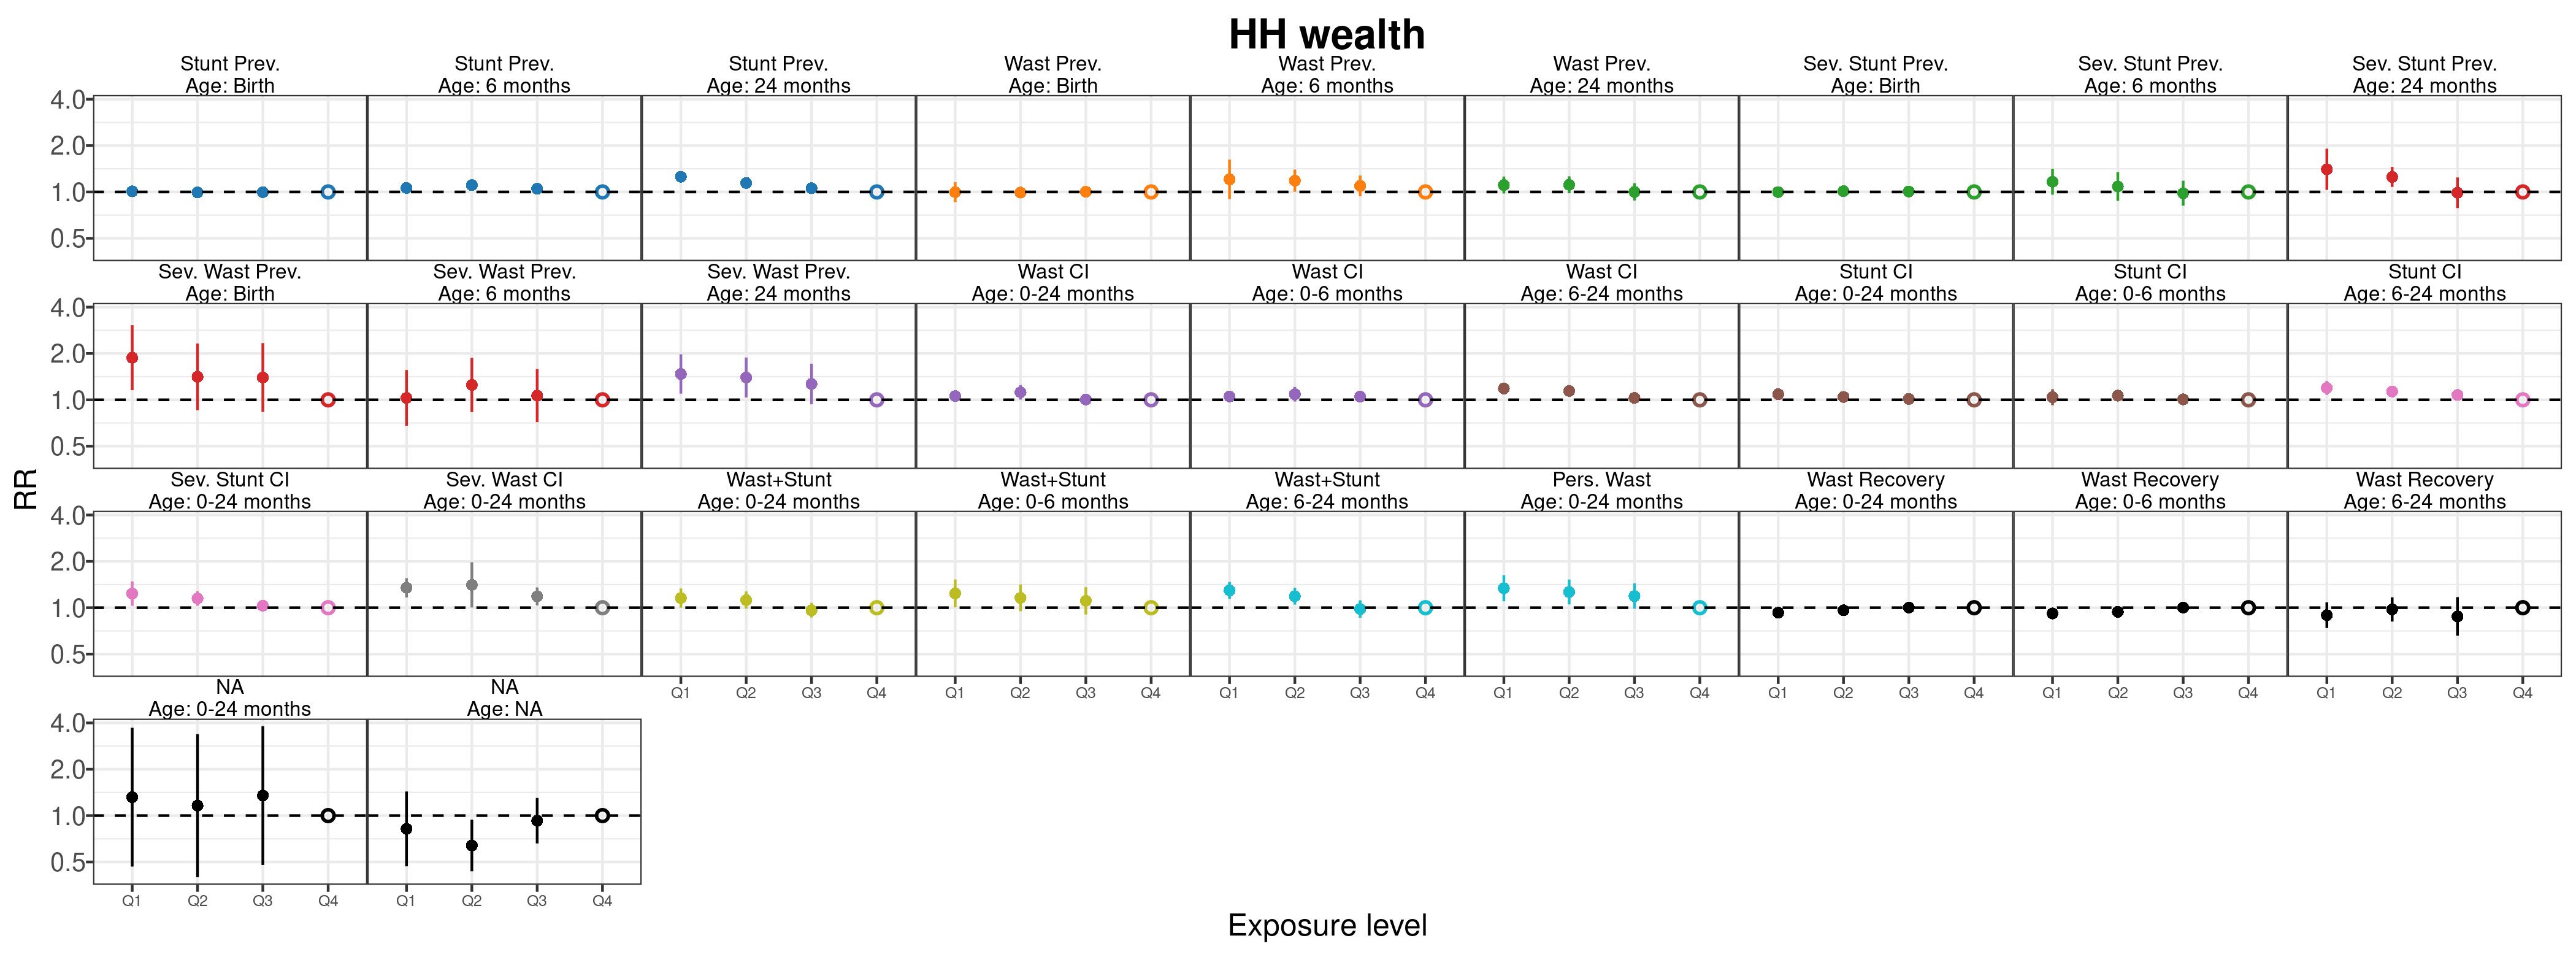 HH wealth
Stunt Prev. Stunt Prev. Stunt Prev. Wast Prev. Wast Prev. Wast Prev. Sev. Stunt Prev. Sev. Stunt Prev. Sev. Stunt Prev.
Age: Birth Age: 6 months Age: 24 months Age: Birth Age: 6 months Age: 24 months Age: Birth Age: 6 months Age: 24 months
4.0
2.0
1.0
0.5
Sev. Wast Prev. Sev. Wast Prev. Sev. Wast Prev. Wast CI Wast CI Wast CI Stunt CI Stunt CI Stunt CI
Age: Birth Age: 6 months Age: 24 months Age: 0-24 months Age: 0-6 months Age: 6-24 months Age: 0-24 months Age: 0-6 months Age: 6-24 months
4.0
2.0
1.0
0.5
RR
Sev. Stunt CI Sev. Wast CI Wast+Stunt Wast+Stunt Wast+Stunt Pers. Wast Wast Recovery Wast Recovery Wast Recovery
Age: 0-24 months Age: 0-24 months Age: 0-24 months Age: 0-6 months Age: 6-24 months Age: 0-24 months Age: 0-24 months Age: 0-6 months Age: 6-24 months
4.0
2.0
1.0
0.5
Q1 Q2 Q3 Q4 Q1 Q2 Q3 Q4 Q1 Q2 Q3 Q4 Q1 Q2 Q3 Q4 Q1 Q2 Q3 Q4 Q1 Q2 Q3 Q4 Q1 Q2 Q3 Q4
NA NA
Age: 0-24 months Age: NA
4.0
2.0
1.0
0.5
Q1 Q2 Q3 Q4 Q1 Q2 Q3 Q4
Exposure level